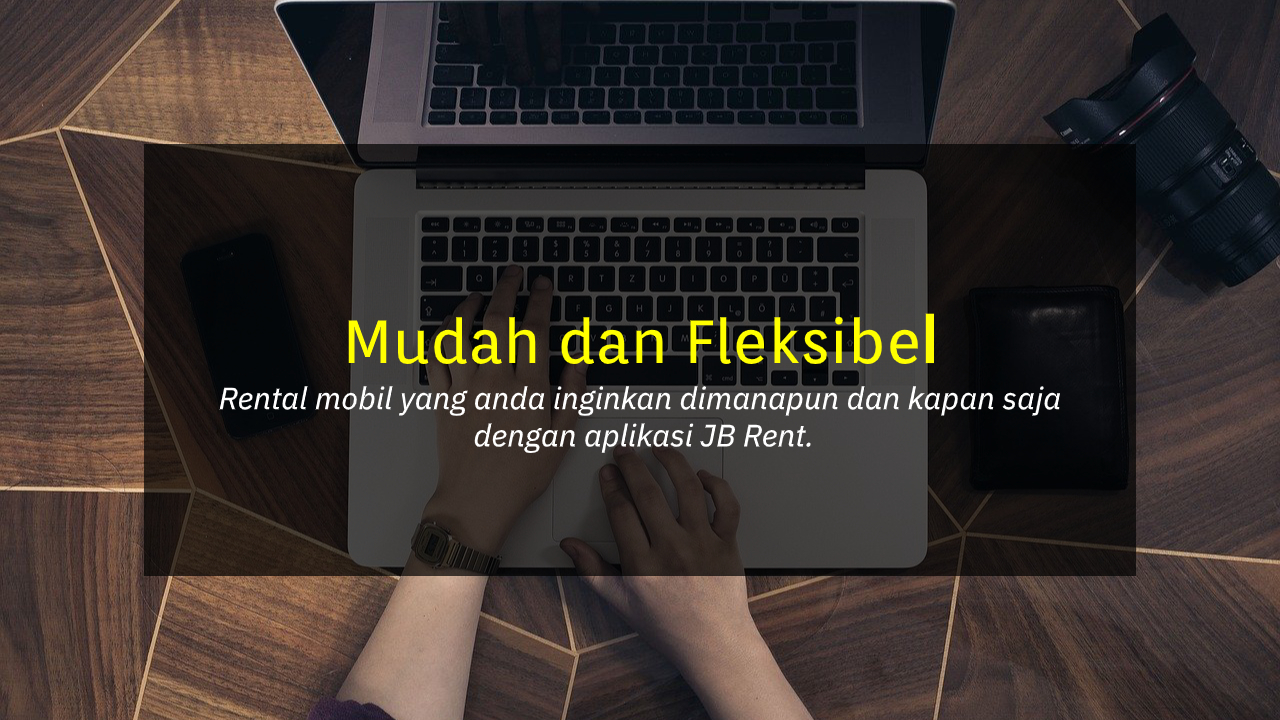 Mudah dan Fleksibel
Rental mobil yang anda inginkan dimanapun dan kapan saja
dengan aplikasi JB Rent.